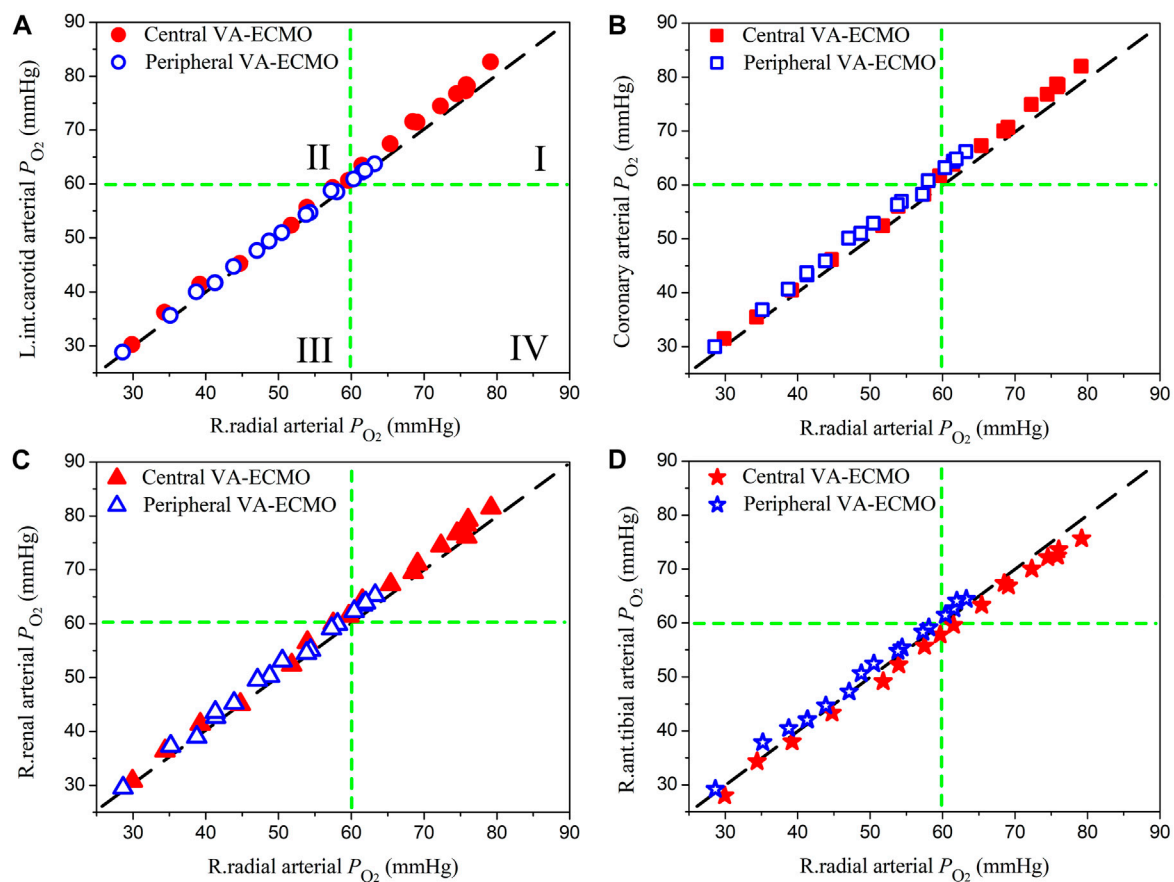 A
L.int.carotid arterial PO2 (mmHg)
90
80
70
60
50
40
30
Central VA-ECMO
Peripheral VA-ECMO
II
I
III
IV
30 40 50 60 70 80 90
R.radial arterial PO2 (mmHg)
B
Coronary arterial PO2 (mmHg)
90
80
70
60
50
40
30
Central VA-ECMO
Peripheral VA-ECMO
30 40 50 60 70 80 90
R.radial arterial PO2 (mmHg)
C
R.renal arterial PO2 (mmHg)
90
80
70
60
50
40
30
Central VA-ECMO
Peripheral VA-ECMO
30 40 50 60 70 80 90
R.radial arterial PO2 (mmHg)
D
R.ant.tibial arterial PO2 (mmHg)
90
80
70
60
50
40
30
Central VA-ECMO
Peripheral VA-ECMO
30 40 50 60 70 80 90
R.radial arterial PO2 (mmHg)